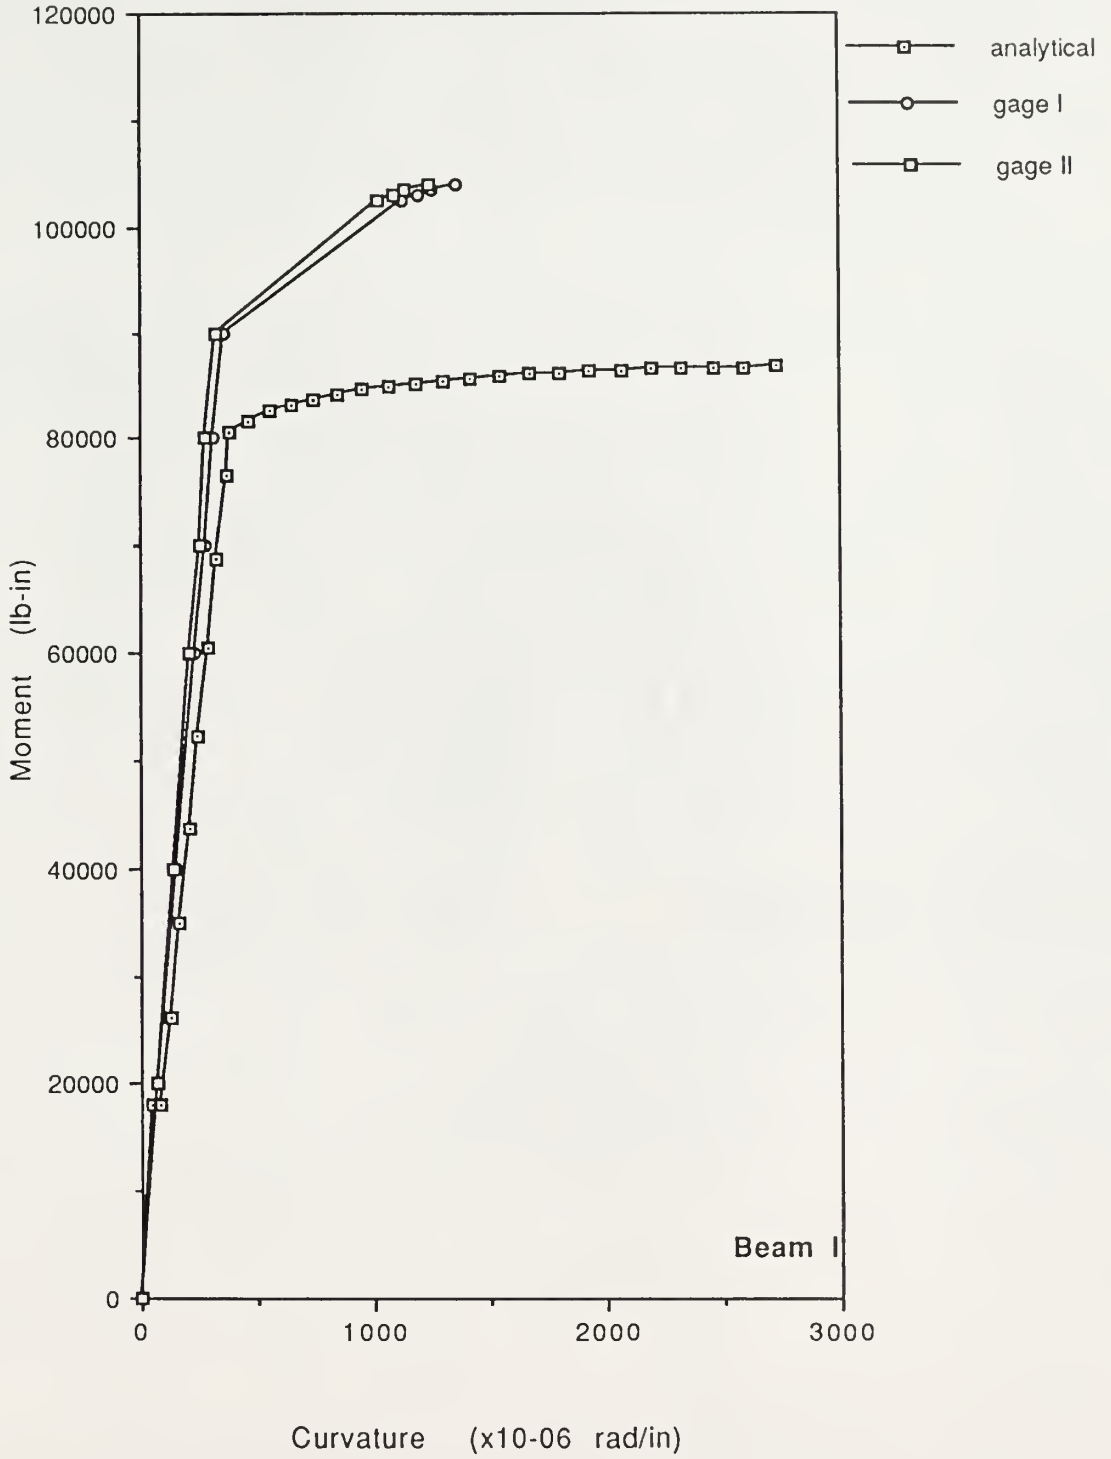 120000
analytical
gage I
gage II
100000
80000
Moment (lb-in)
60000
40000
20000
Beam I
0
0 1000 2000 3000
Curvature (x10-06 rad/in)